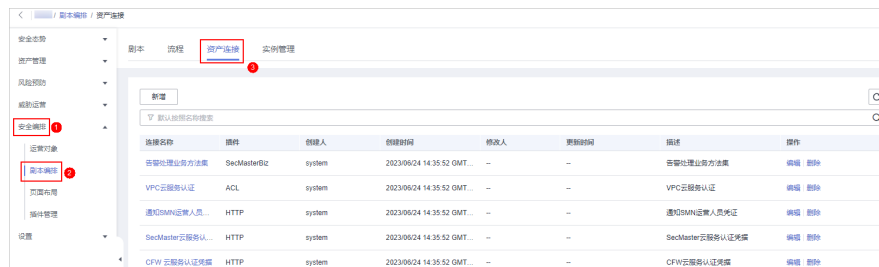 / 剧本编排 / 资产连接
安全态势
资产管理
风险预防
威胁运营
安全编排 1
运营对象
剧本编排 2
页面布局
插件管理
设置
剧本 流程 资产连接 实例管理
3
新增
默认按照名称搜索
连接名称 插件 创建人 创建时间 修改人 更新时间 描述 操作
告警处理业务方法集 SecMasterBiz system 2023/06/24 14:35:52 GMT... -- -- 告警处理业务方法集 编辑 删除
VPC云服务认证 ACL system 2023/06/24 14:35:52 GMT... -- -- VPC云服务认证 编辑 删除
通知SMN运营人员... HTTP system 2023/06/24 14:35:52 GMT... -- -- 通知SMN运营人员凭证 编辑 删除
SecMaster云服务认... HTTP system 2023/06/24 14:35:52 GMT... -- -- SecMaster云服务认证凭据 编辑 删除
CFW 云服务认证凭据 HTTP system 2023/06/24 14:35:52 GMT... -- -- CFW云服务认证凭据 编辑 删除